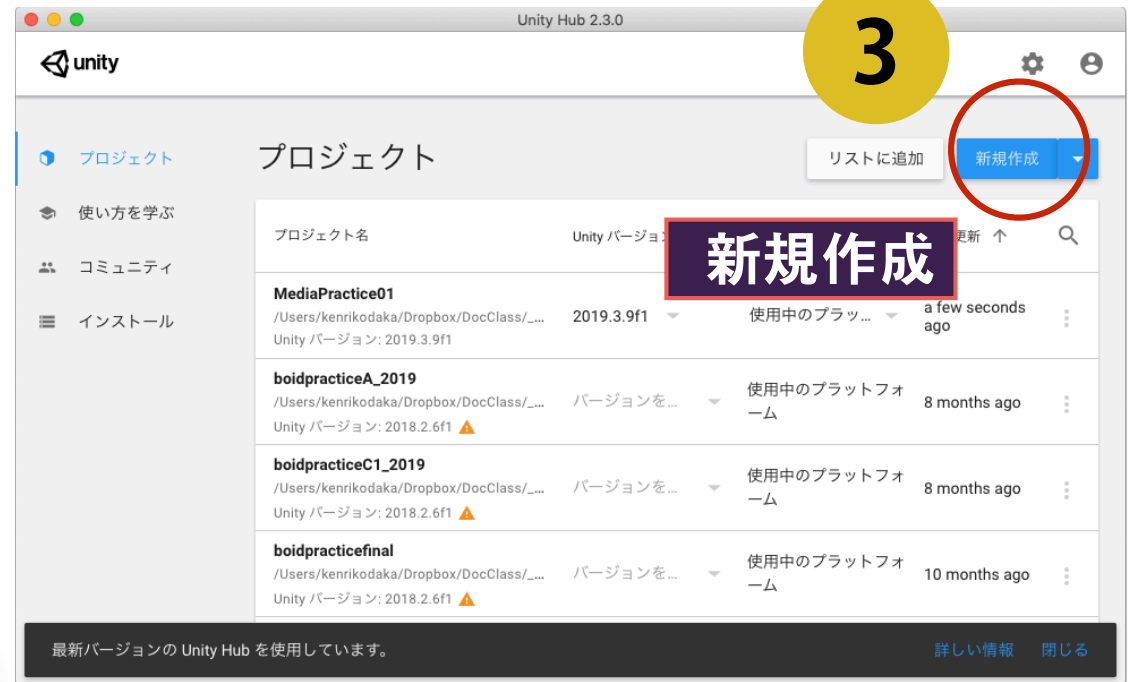 Unity Hub 2.3.0
3
unity
プロジェクト
使い方を学ぶ
コミュニティ
インストール
プロジェクト
リストに追加
新規作成
新規作成
プロジェクト名
Unity バージョ
更新
MediaPractice01
/Users/kenrikodaka/Dropbox/DocClass/_...
Unity バージョン: 2019.3.9f1
2019.3.9f1
使用中のプラッ...
a few seconds
ago
boidpracticeA_2019
/Users/kenrikodaka/Dropbox/DocClass/_...
Unity バージョン: 2018.2.6f1
バージョンを...
使用中のプラットフォ
ーム
8 months ago
boidpracticeC1_2019
/Users/kenrikodaka/Dropbox/DocClass/_...
Unity バージョン: 2018.2.6f1
バージョンを...
使用中のプラットフォ
ーム
8 months ago
boidpracticefinal
/Users/kenrikodaka/Dropbox/DocClass/_...
Unity バージョン: 2018.2.6f1
バージョンを...
使用中のプラットフォ
ーム
10 months ago
最新バージョンの Unity Hub を使用しています。
詳しい情報
閉じる